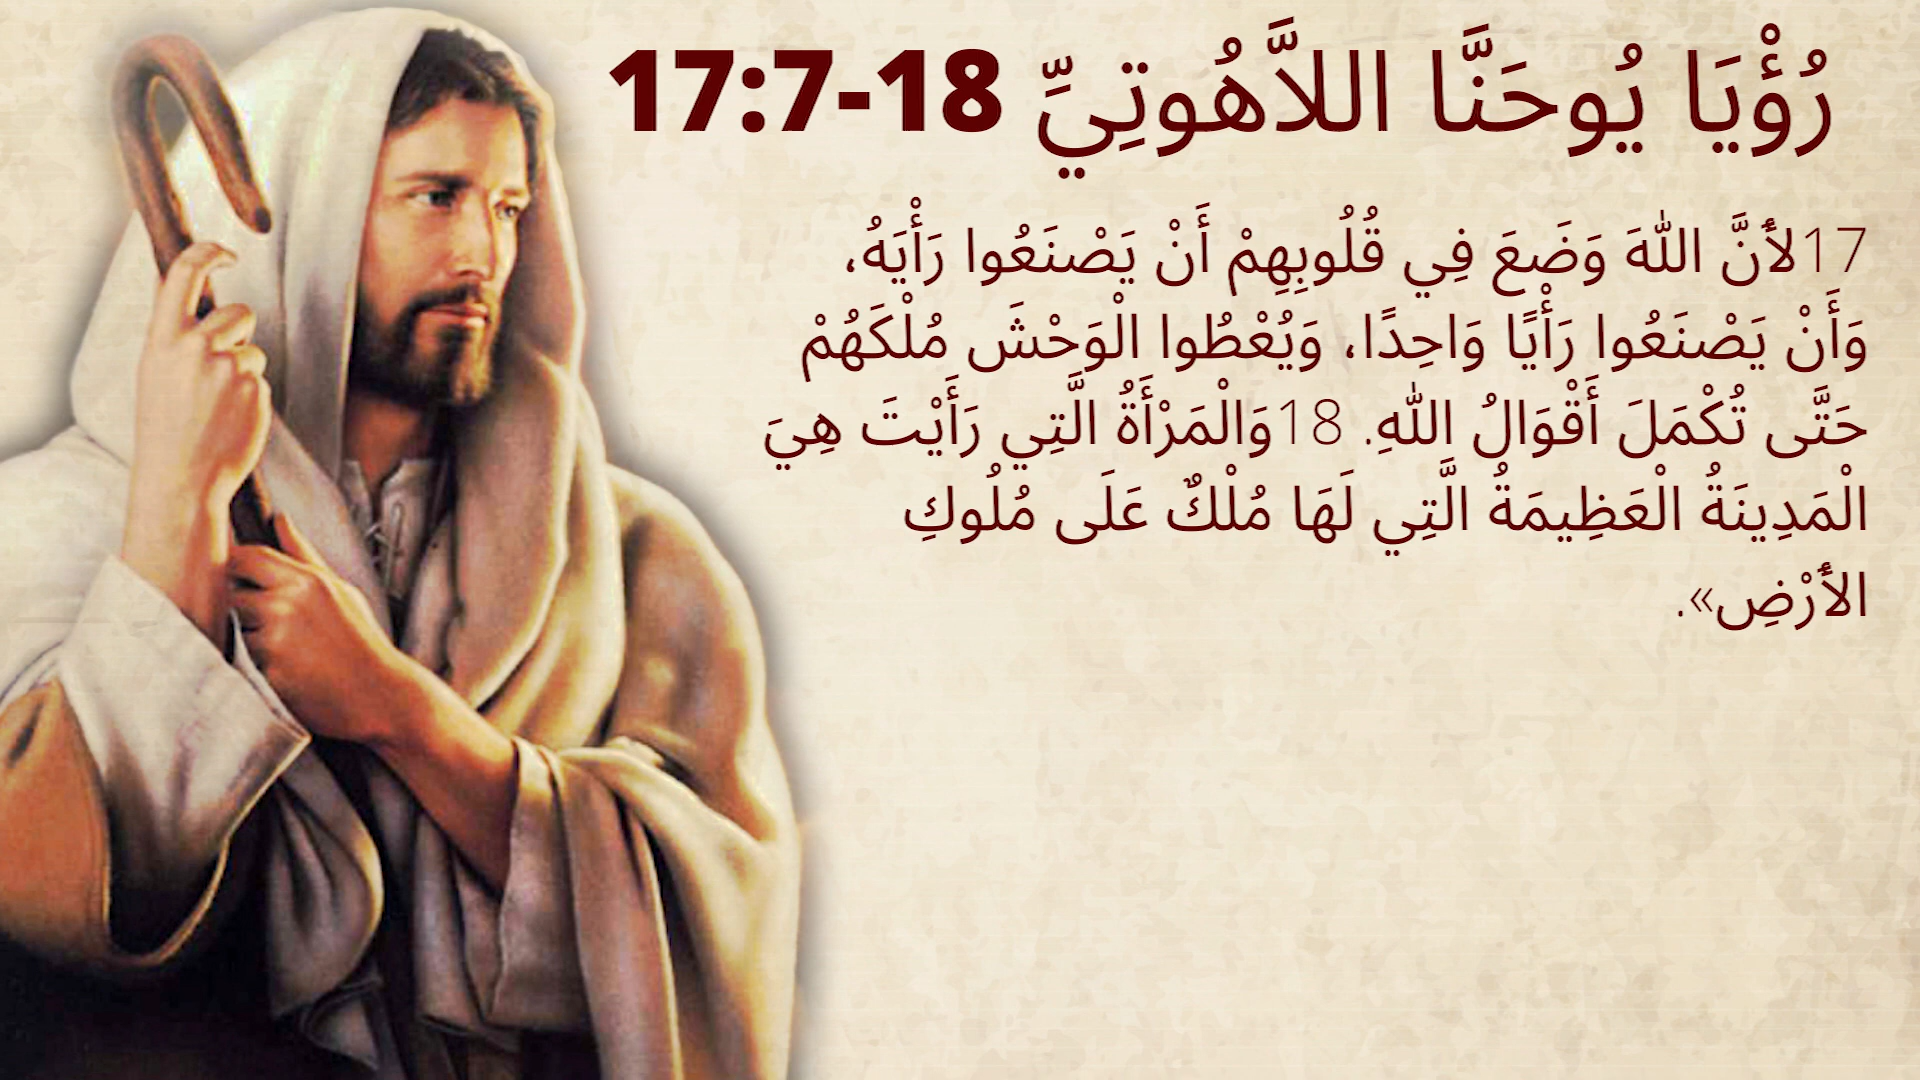 رُؤْيَا يُوحَنَّا اللاَّهُوتِيِّ 17:7-18
17لأَنَّ اللهَ وَضَعَ فِي قُلُوبِهِمْ أَنْ يَصْنَعُوا رَأْيَهُ،
وَأَنْ يَصْنَعُوا رَأْيًا وَاحِدًا، وَيُعْطُوا الْوَحْشَ مُلْكَهُمْ
حَتَّى تُكْمَلَ أَقْوَالُ اللهِ. 18وَالْمَرْأَةُ الَّتِي رَأَيْتَ هِيَ
الْمَدِينَةُ الْعَظِيمَةُ الَّتِي لَهَا مُلْكٌ عَلَى مُلُوكِ
الأَرْضِ».